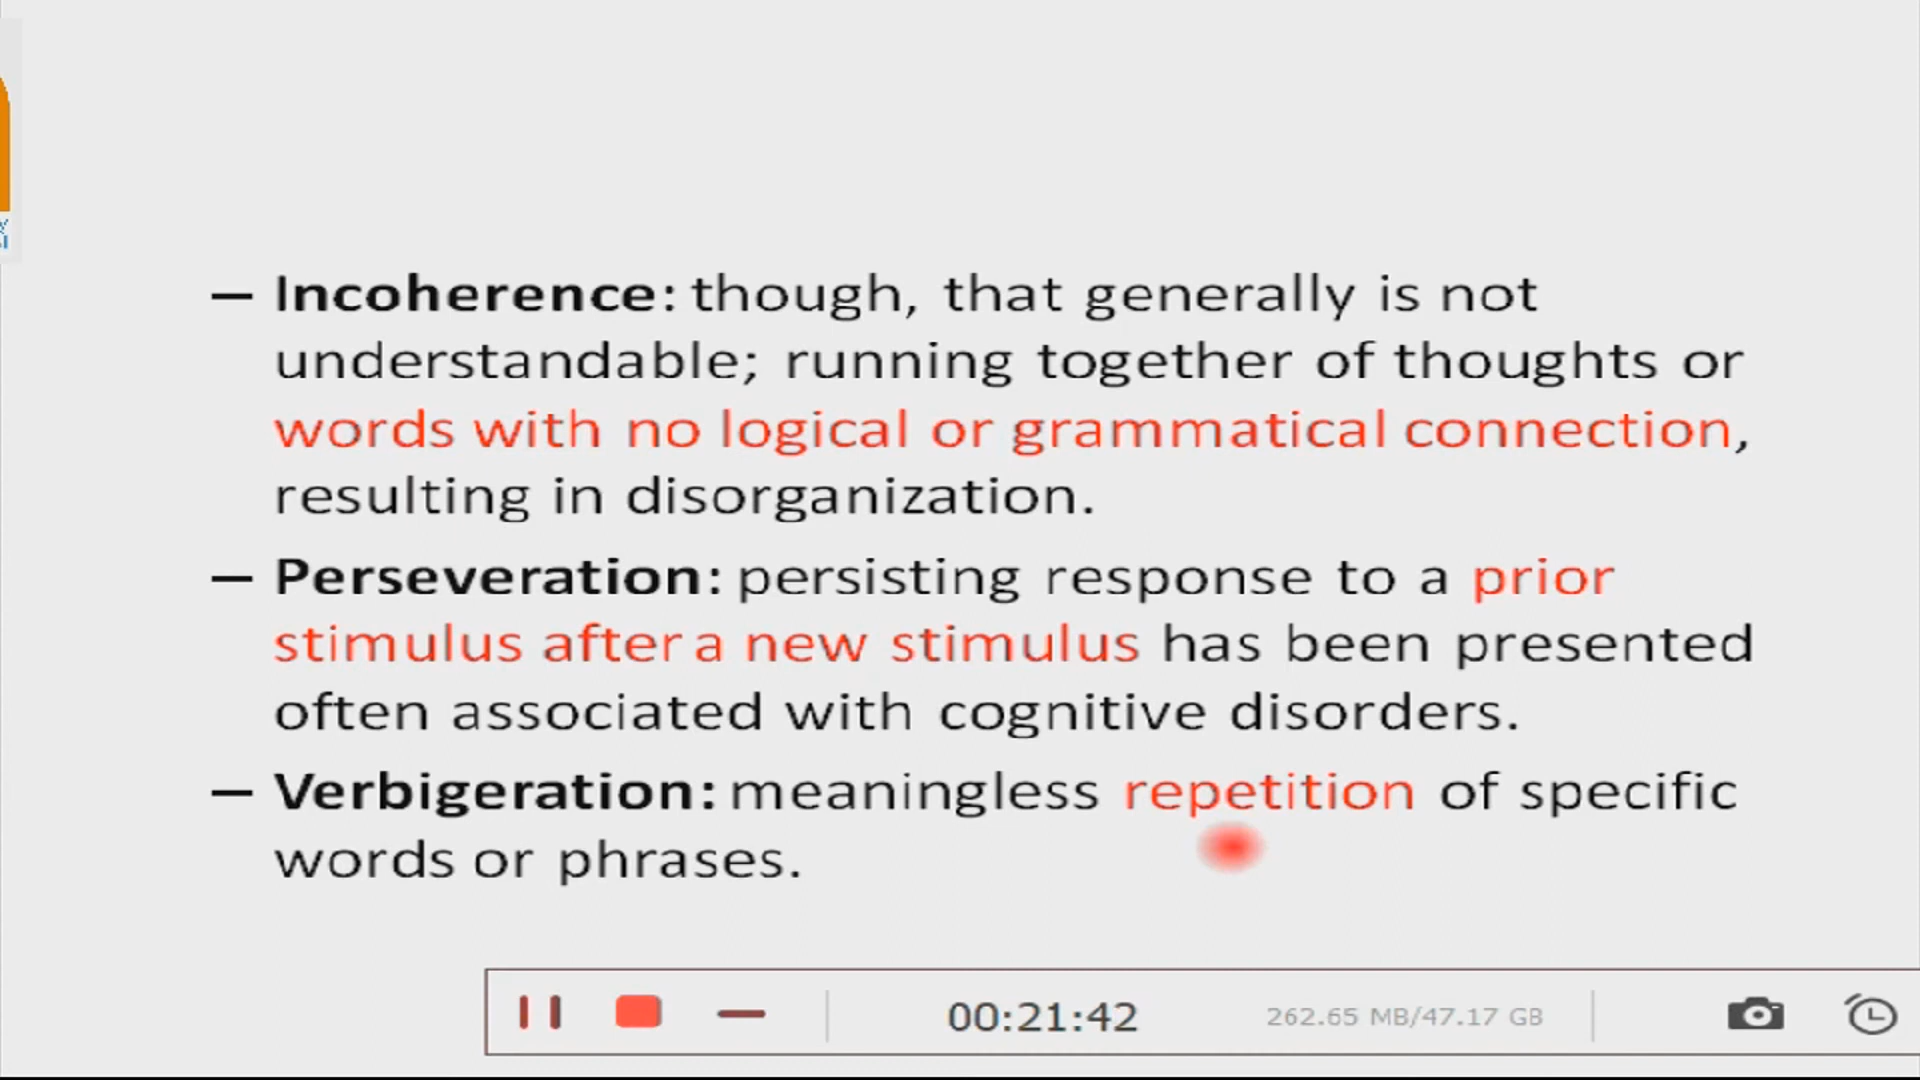 – Incoherence: though, that generally is not
understandable; running together of thoughts or
words with no logical or grammatical connection,
resulting in disorganization.
– Perseveration: persisting response to a prior
stimulus after a new stimulus has been presented
often associated with cognitive disorders.
– Verbigeration: meaningless repetition of specific
words or phrases.
00:21:42
262.65 MB/47.17 GB